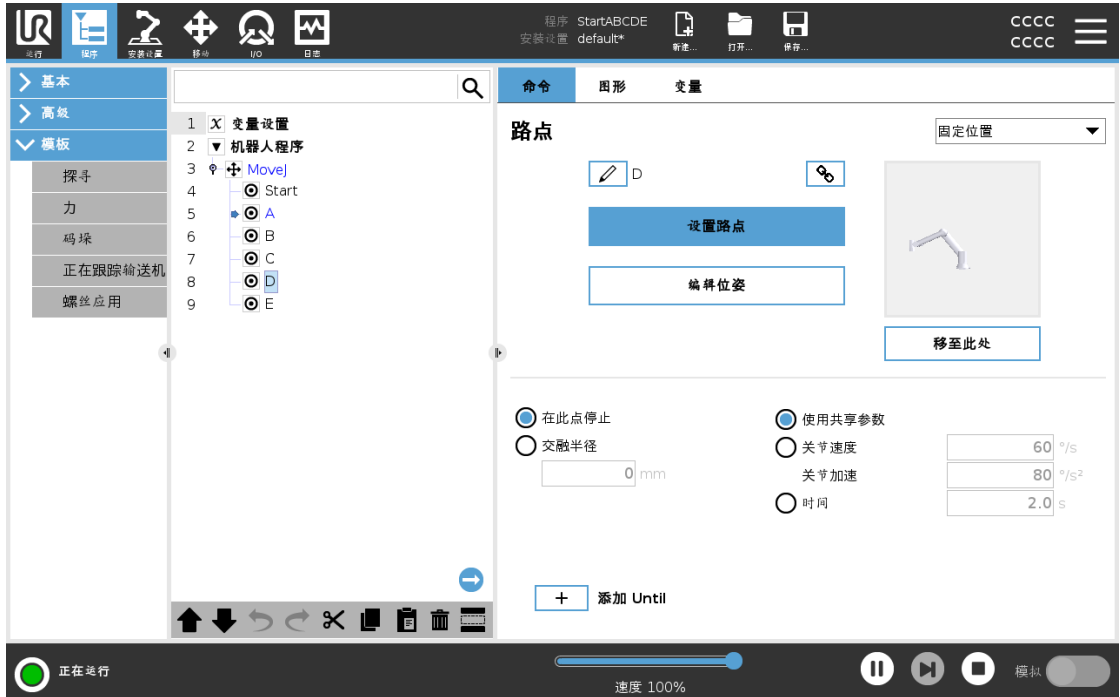 程序 StartABCDE
安装设置 default*
CCCC
CCCC
运行 程序 安装设置 移动 I/O 日志 新建... 打开... 保存...
基本
高级
模板
探寻
力
码垛
正在跟踪输送机
螺丝应用
1 X 变量设置
2 机器人程序
3 MoveJ
4 Start
5 A
6 B
7 C
8 D
9 E
命令 图形 变量
路点
固定位置
D
设置路点
编辑位姿
移至此处
在此点停止
交融半径
0 mm
使用共享参数
关节速度 60 °/s
关节加速 80 °/s²
时间 2.0 s
+ 添加 Until
正在运行
速度 100%
模拟